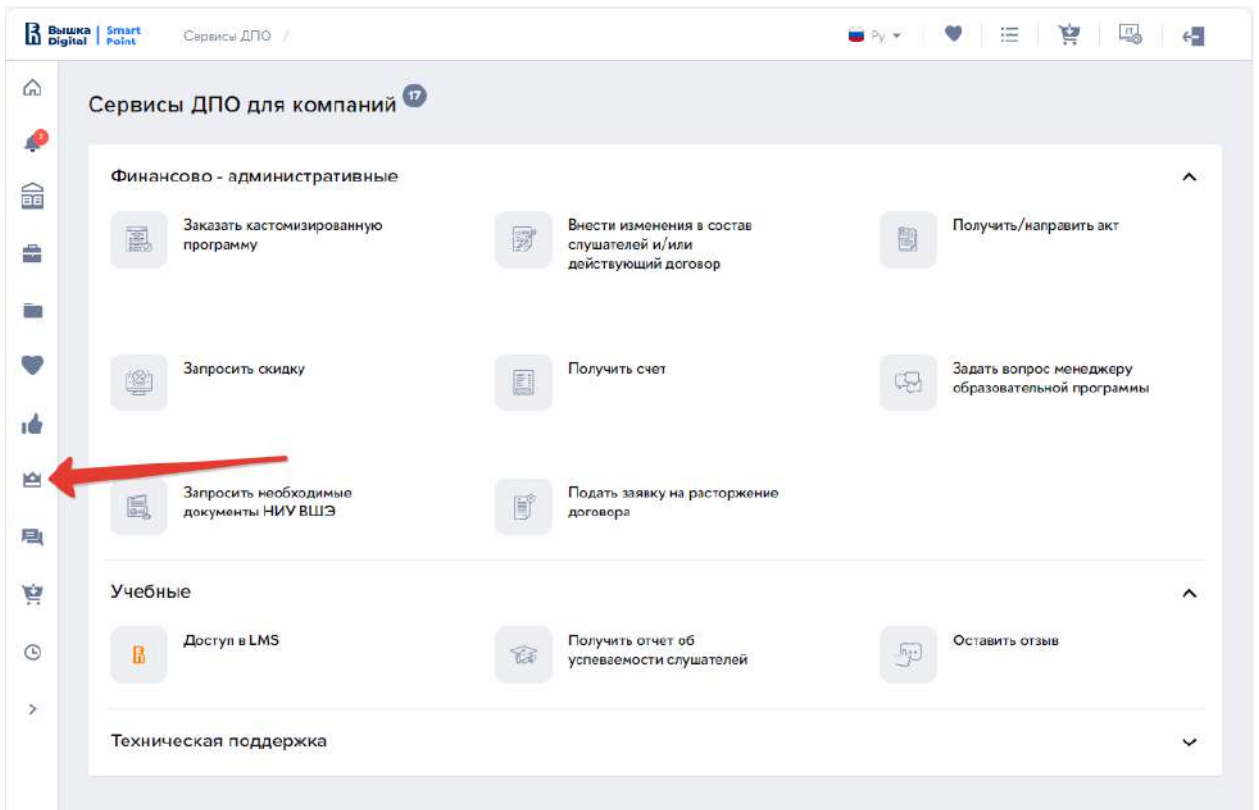 Вышка Digital | Smart Point
Сервисы ДПО /
Ру
Сервисы ДПО для компаний 17
2
Финансово - административные
Заказать кастомизированную
программу
Внести изменения в состав
слушателей и/или
действующий договор
Получить/направить акт
Запросить скидку
Получить счет
Задать вопрос менеджеру
образовательной программы
Запросить необходимые
документы НИУ ВШЭ
Подать заявку на расторжение
договора
Учебные
Доступ в LMS
Получить отчет об
успеваемости слушателей
Оставить отзыв
Техническая поддержка